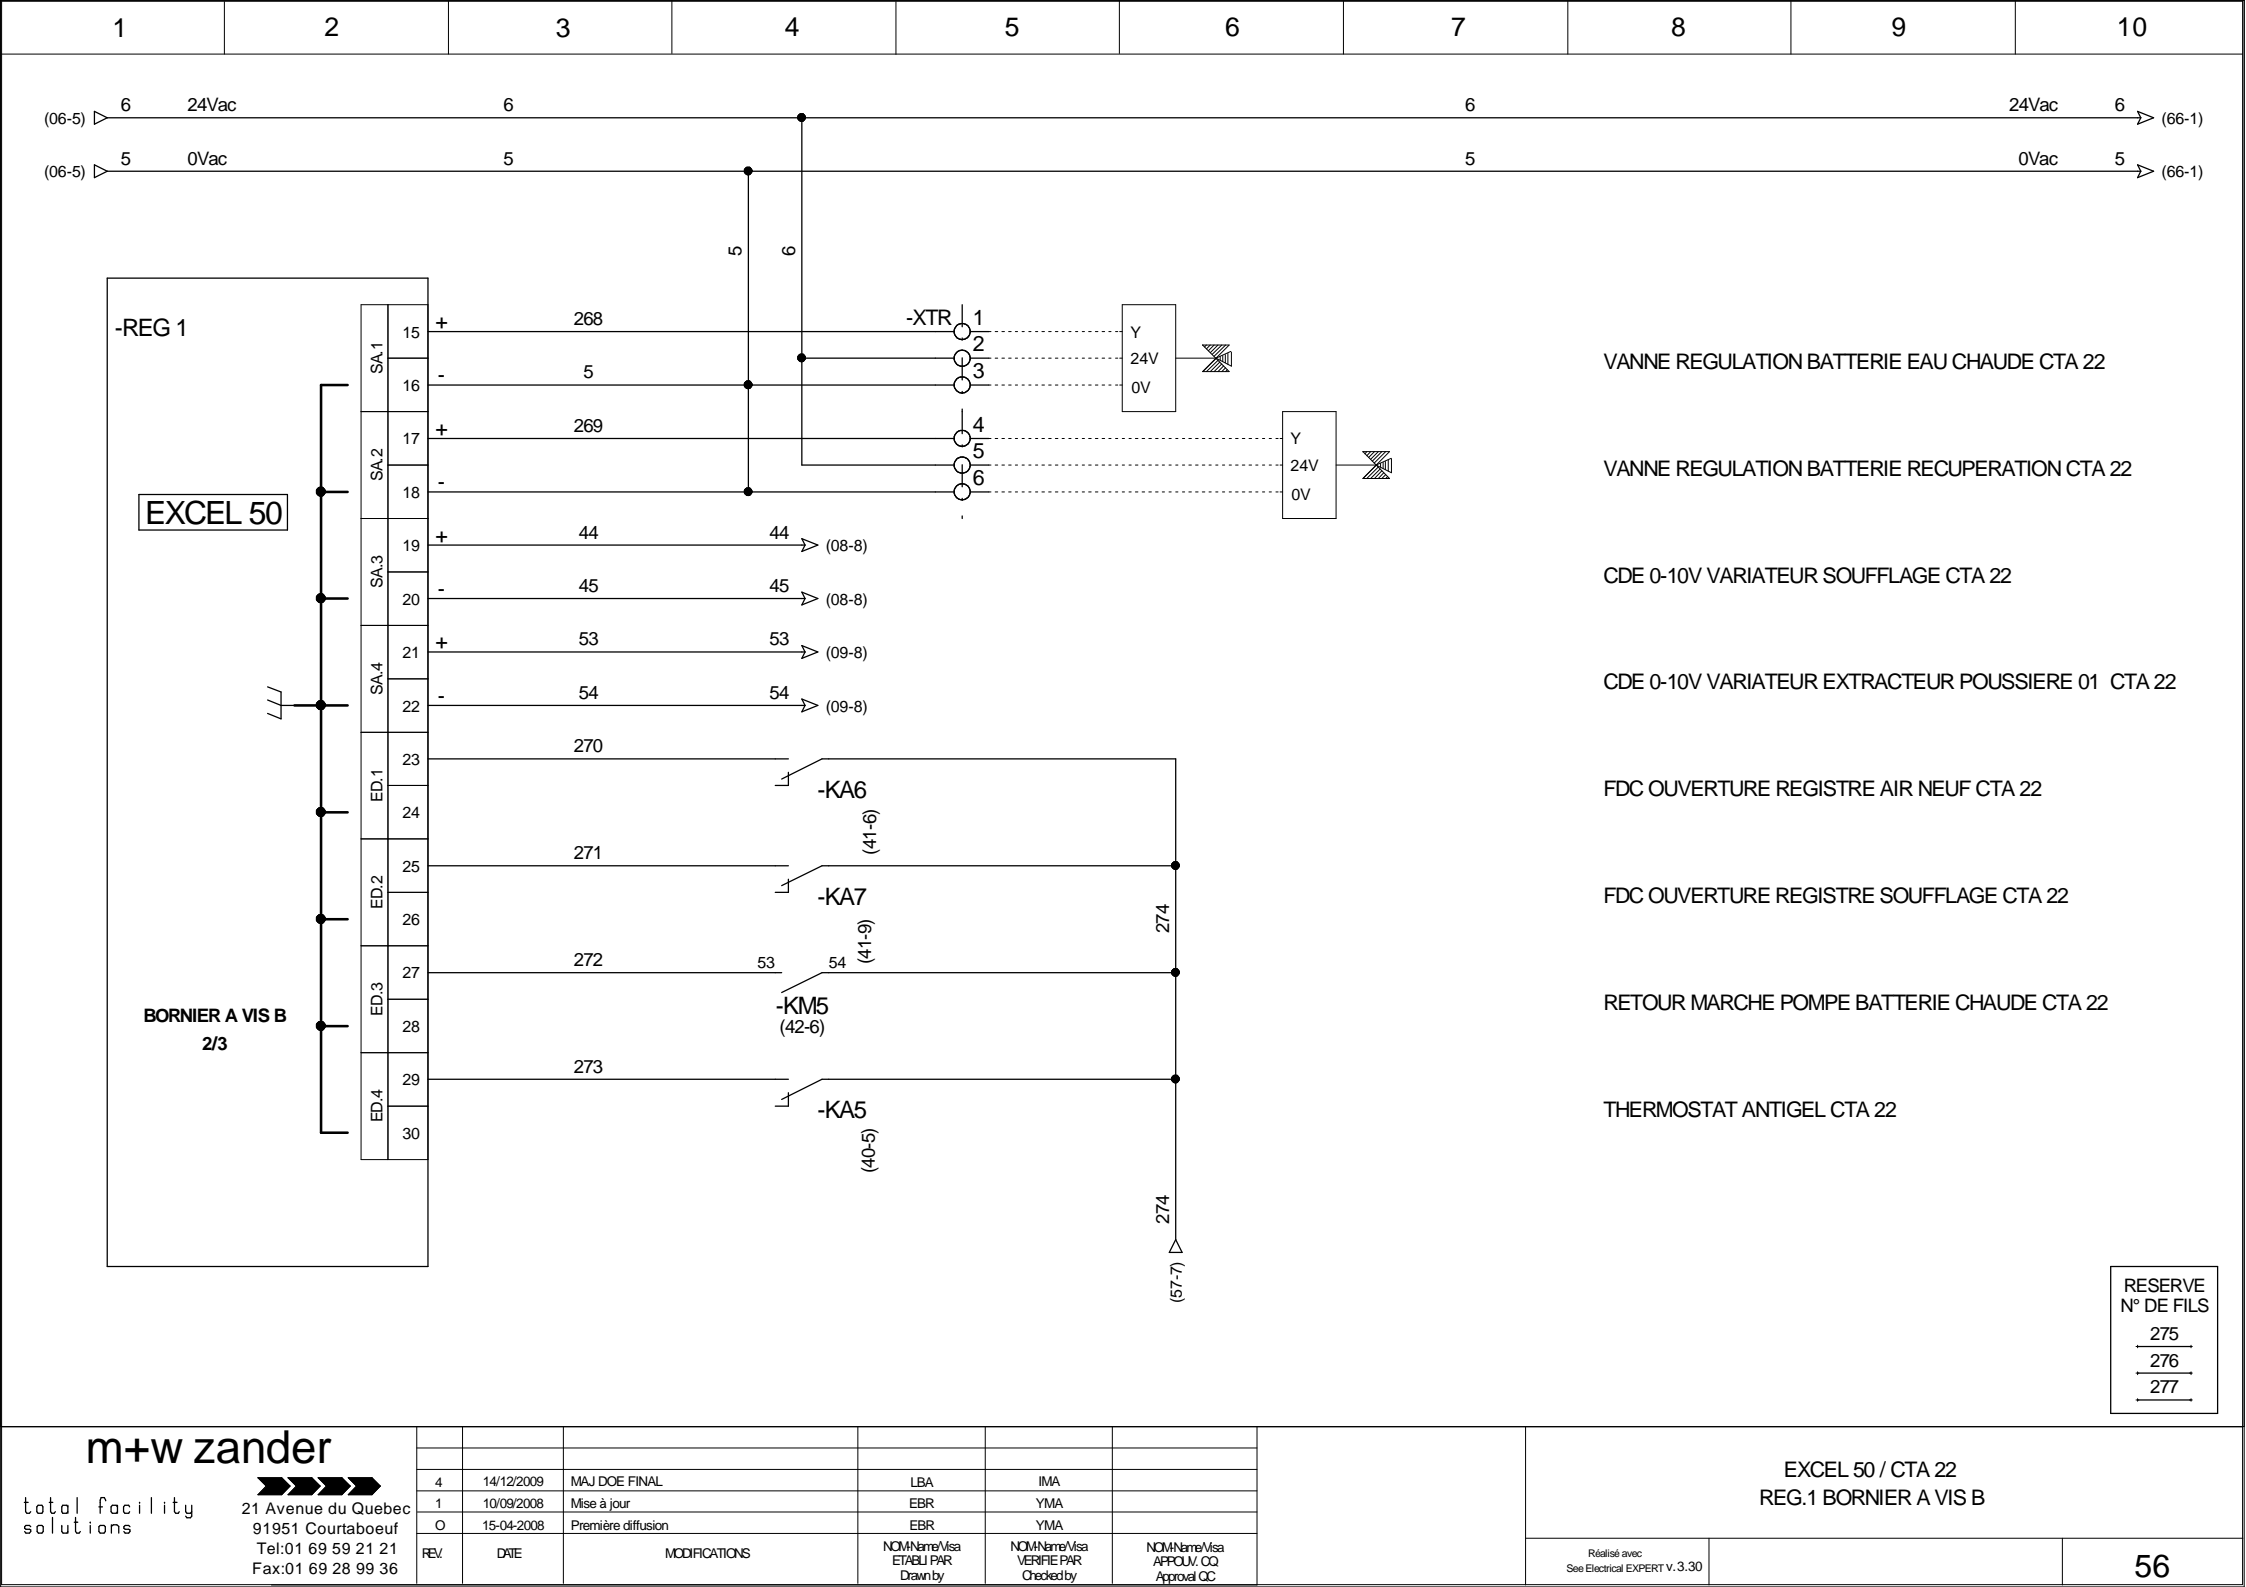 1 2 3 4 5 6 7 8 9 10
(06-5) 6 24Vac 6 6 24Vac 6 (66-1)
(06-5) 5 0Vac 5 5 0Vac 5 (66-1)
5 6
-REG 1
EXCEL 50
BORNIER A VIS B
2/3
SA.1
SA.2
SA.3
SA.4
ED.1
ED.2
ED.3
ED.4
15 + 268 -XTR 1 Y
2 24V
16 - 5 3 0V
VANNE REGULATION BATTERIE EAU CHAUDE CTA 22
17 + 269 4 Y
5 24V
18 - 6 0V
VANNE REGULATION BATTERIE RECUPERATION CTA 22
19 + 44 44 (08-8)
20 - 45 45 (08-8)
CDE 0-10V VARIATEUR SOUFFLAGE CTA 22
21 + 53 53 (09-8)
22 - 54 54 (09-8)
CDE 0-10V VARIATEUR EXTRACTEUR POUSSIERE 01 CTA 22
23 270
-KA6
(41-6)
24
FDC OUVERTURE REGISTRE AIR NEUF CTA 22
25 271
-KA7
(41-9)
26
274
FDC OUVERTURE REGISTRE SOUFFLAGE CTA 22
27 272 53 54
-KM5
(42-6)
28
RETOUR MARCHE POMPE BATTERIE CHAUDE CTA 22
29 273
-KA5
(40-5)
30
THERMOSTAT ANTIGEL CTA 22
274
(57-7)
RESERVE
N° DE FILS
275
276
277
m+w zander
total facility
solutions
21 Avenue du Quebec
91951 Courtaboeuf
Tel:01 69 59 21 21
Fax:01 69 28 99 36
4 14/12/2009 MAJ DOE FINAL LBA IMA
1 10/09/2008 Mise à jour EBR YMA
O 15-04-2008 Première diffusion EBR YMA
REV. DATE MODIFICATIONS
NOM-Name/Visa
ETABLI PAR
Drawn by
NOM-Name/Visa
VERIFIE PAR
Checked by
NOM-Name/Visa
APPOUV. CQ
Approval QC
EXCEL 50 / CTA 22
REG.1 BORNIER A VIS B
Réalisé avec
See Electrical EXPERT V.3.30
56